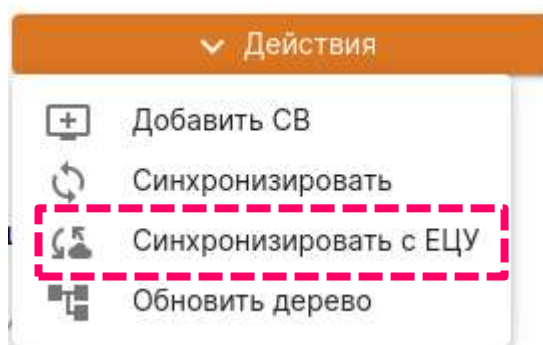 Действия
Добавить СВ
Синхронизировать
Синхронизировать с ЕЦУ
Обновить дерево